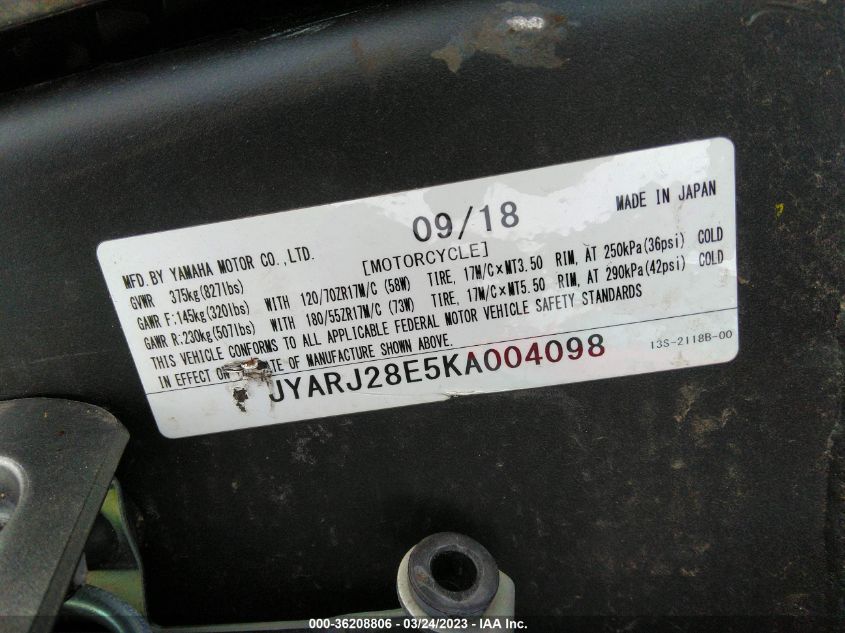 09/18
MADE IN JAPAN
MFD.BY YAMAHA MOTOR CO.,LTD.
[MOTORCYCLE]
GVWR 375kg(827lbs)
GAWR F:145kg(320lbs) WITH 120/70ZR17M/C (58W) TIRE, 17M/C×MT3.50 RIM, AT 250kPa(36psi) COLD
GAWR R:230kg(507lbs) WITH 180/55ZR17M/C (73W) TIRE, 17M/C×MT5.50 RIM, AT 290kPa(42psi) COLD
THIS VEHICLE CONFORMS TO ALL APPLICABLE FEDERAL MOTOR VEHICLE SAFETY STANDARDS
IN EFFECT ON TE OF MANUFACTURE SHOWN ABOVE.
JYARJ28E5KA004098
13S-2118B-00
000-36208806 - 03/24/2023 - IAA Inc.